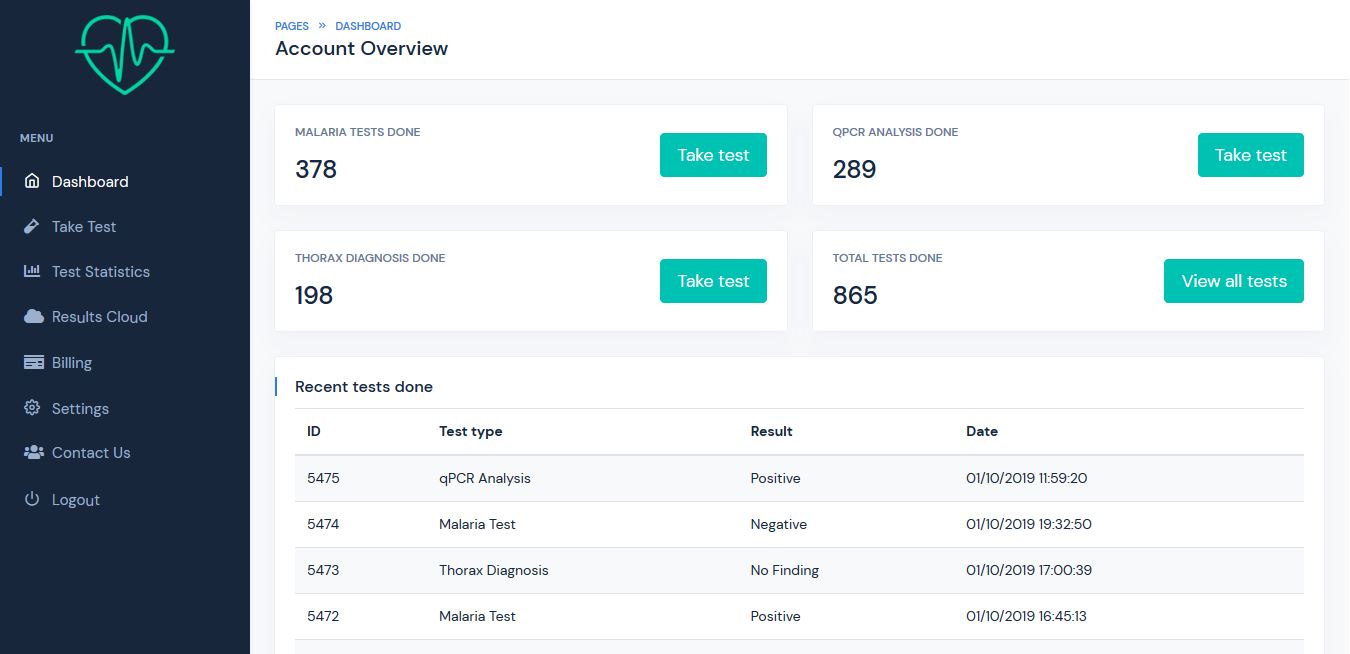 PAGES » DASHBOARD
Account Overview
MENU
Dashboard
Take Test
Test Statistics
Results Cloud
Billing
Settings
Contact Us
Logout
MALARIA TESTS DONE
378
Take test
QPCR ANALYSIS DONE
289
Take test
THORAX DIAGNOSIS DONE
198
Take test
TOTAL TESTS DONE
865
View all tests
Recent tests done
ID Test type Result Date
5475 qPCR Analysis Positive 01/10/2019 11:59:20
5474 Malaria Test Negative 01/10/2019 19:32:50
5473 Thorax Diagnosis No Finding 01/10/2019 17:00:39
5472 Malaria Test Positive 01/10/2019 16:45:13